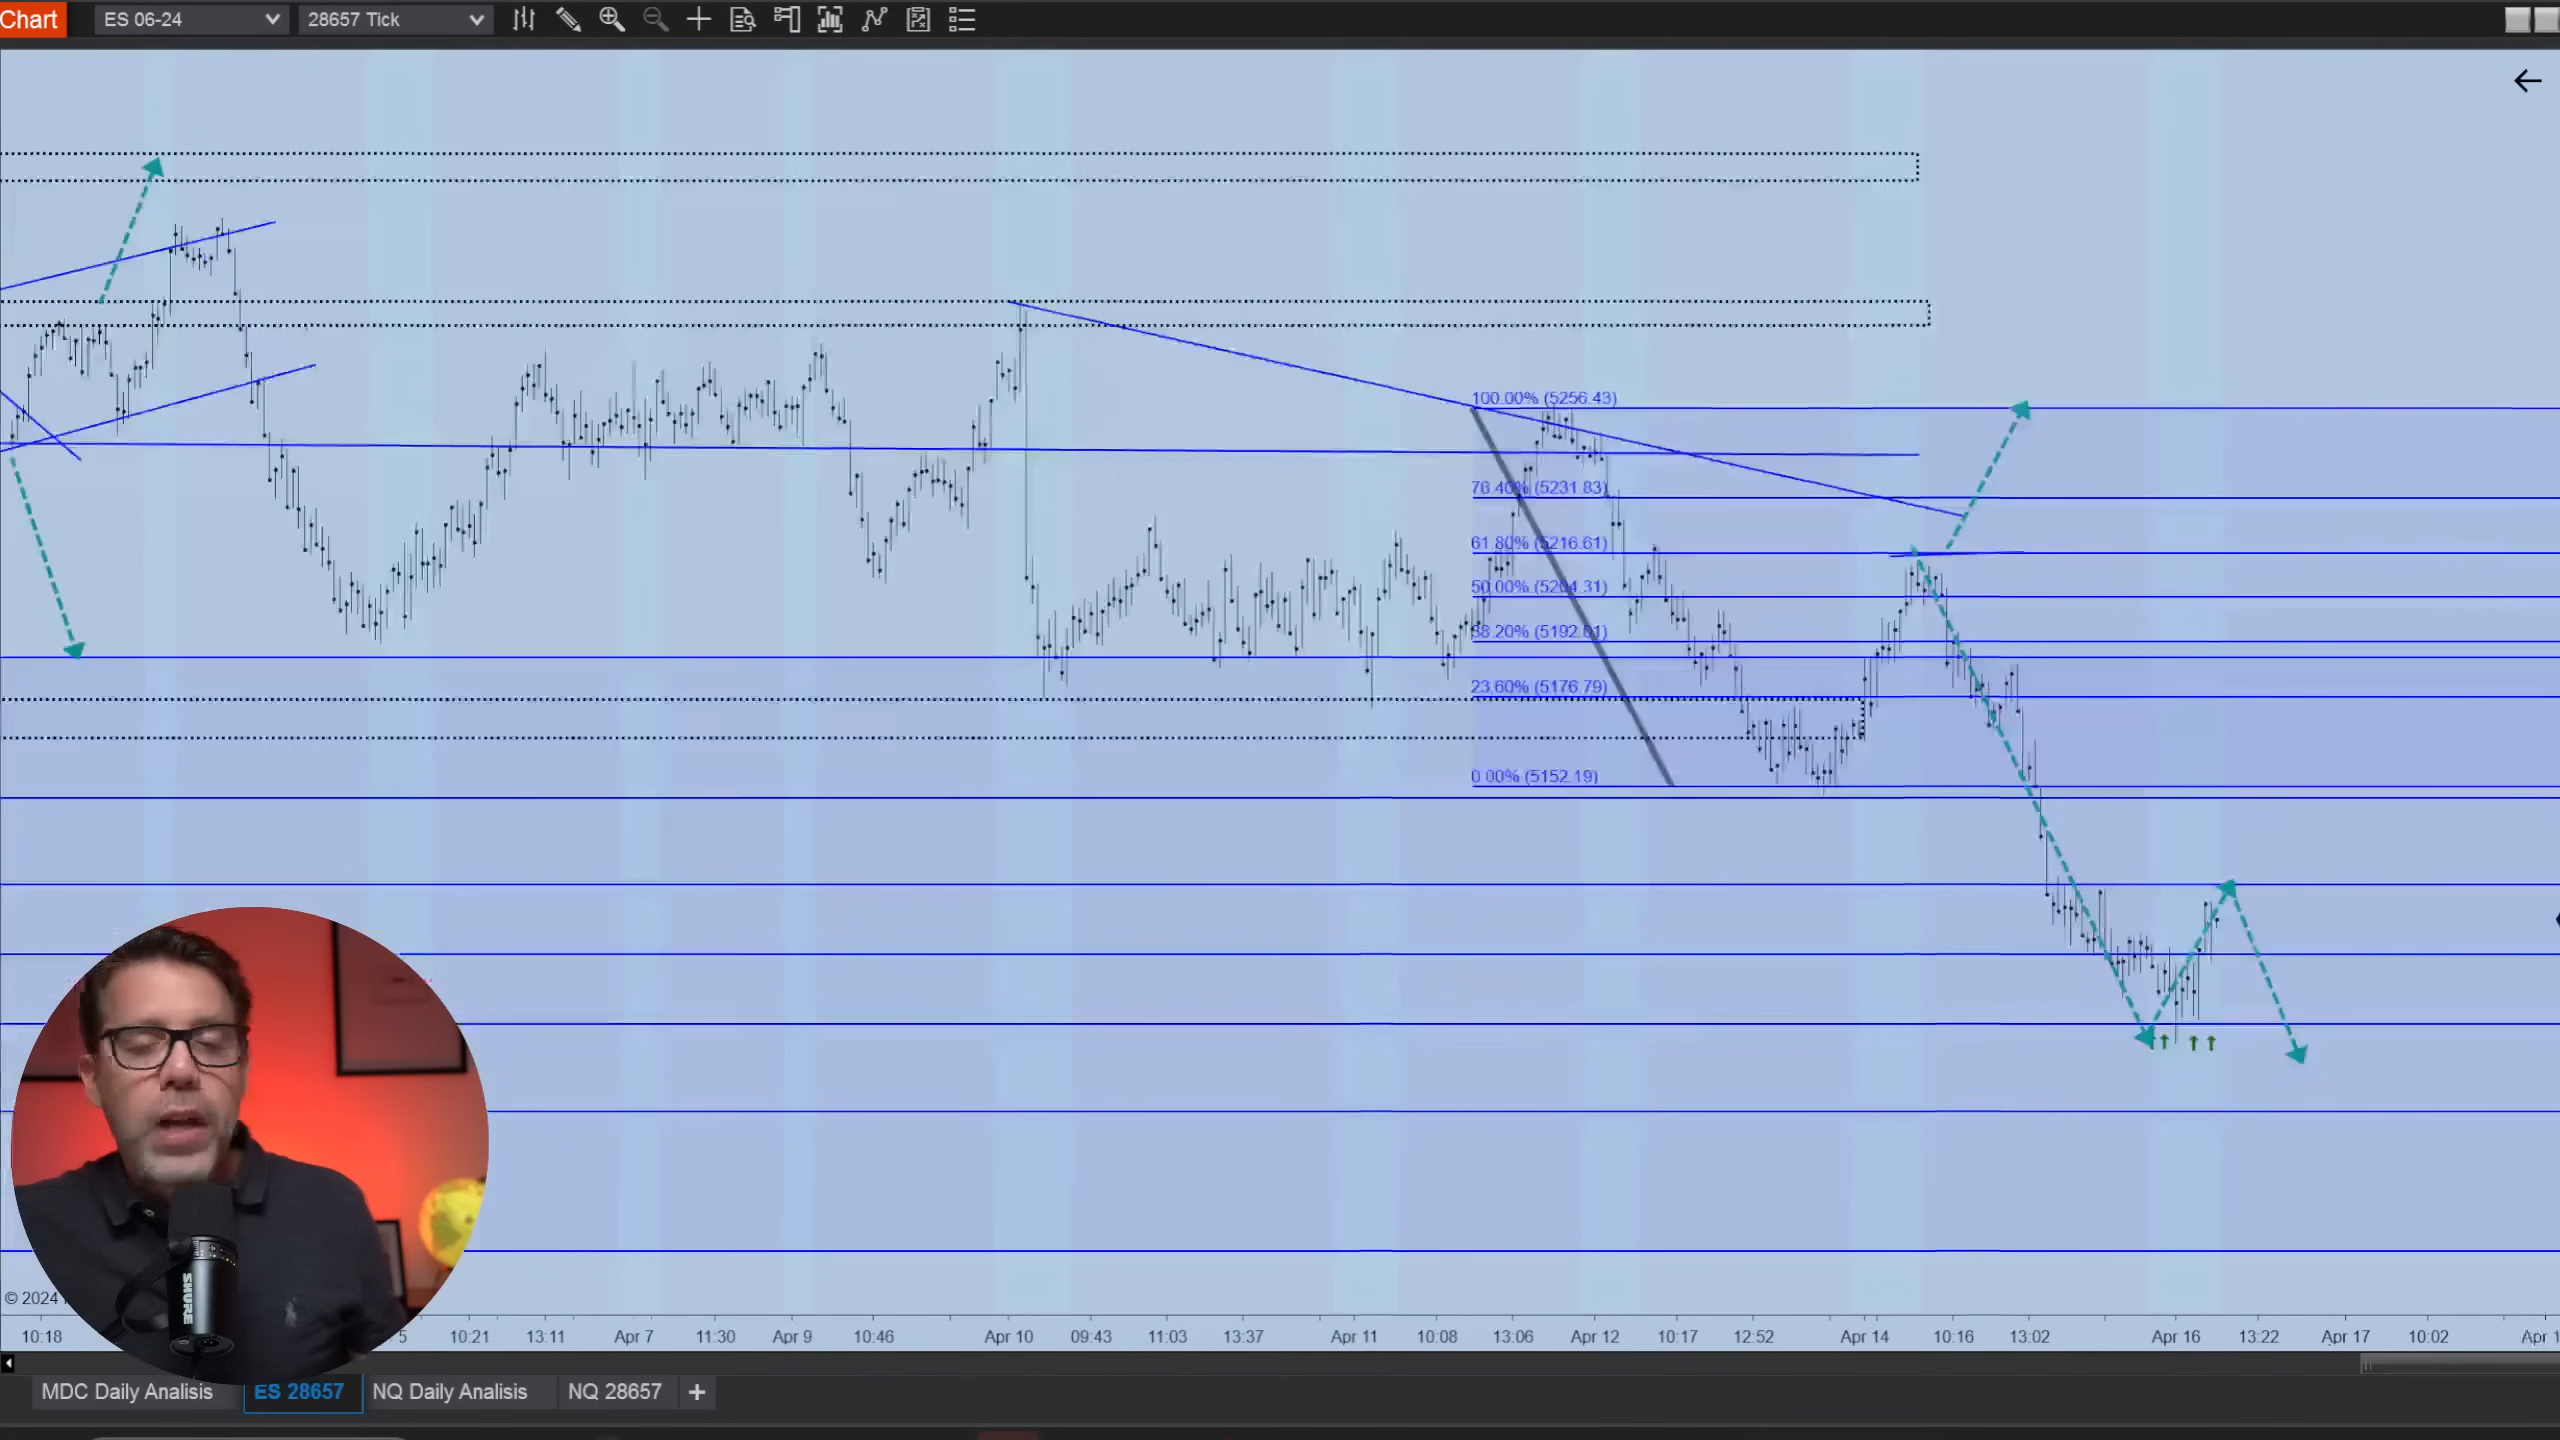 Chart ES 06-24 28657 Tick
100.00% (5256.43)
76.40% (5231.83)
61.80% (5216.61)
50.00% (5204.31)
38.20% (5192.01)
23.60% (5176.79)
0.00% (5152.19)
SHURE
© 2024
10:18 5 10:21 13:11 Apr 7 11:30 Apr 9 10:46 Apr 10 09:43 11:03 13:37 Apr 11 10:08 13:06 Apr 12 10:17 12:52 Apr 14 10:16 13:02 Apr 16 13:22 Apr 17 10:02 Apr 1
MDC Daily Analisis ES 28657 NQ Daily Analisis NQ 28657 +